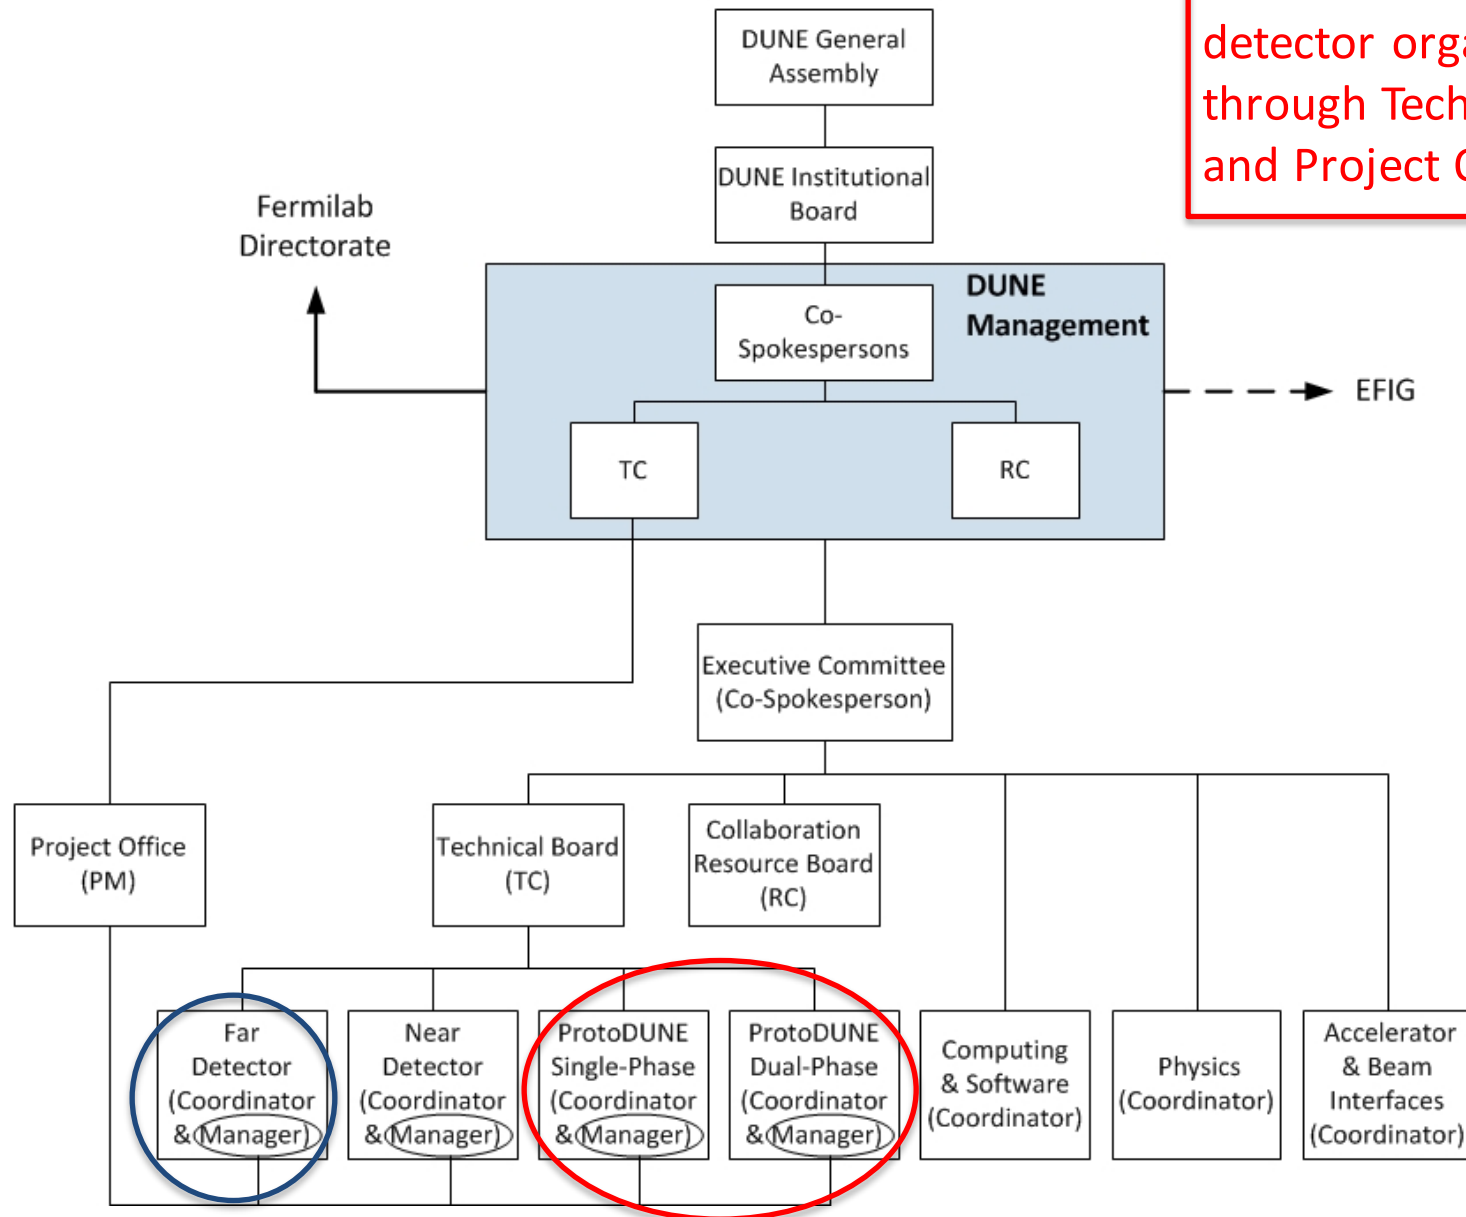 DUNE General
Assembly
detector orga
through Tech
and Project
DUNE Institutional
Board
Fermilab
Directorate
DUNE
Management
Co-
Spokespersons
EFIG
TC
RC
Executive Committee
(Co-Spokesperson)
Project Office
(PM)
Technical Board
(TC)
Collaboration
Resource Board
(RC)
Far
Detector
(Coordinator
& Manager)
Near
Detector
(Coordinator
& Manager)
ProtoDUNE
Single-Phase
(Coordinator
& Manager)
ProtoDUNE
Dual-Phase
(Coordinator
& Manager)
Computing
& Software
(Coordinator)
Physics
(Coordinator)
Accelerator
& Beam
Interfaces
(Coordinator)